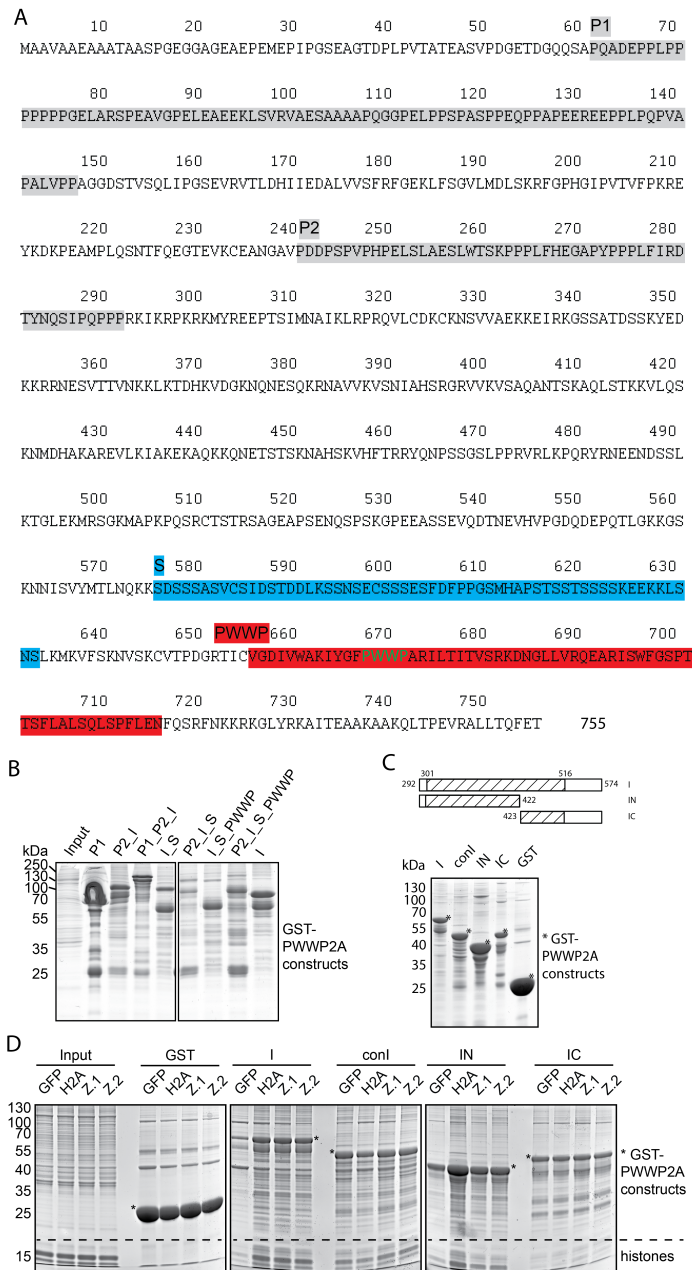 A
P1
10 20 30 40 50 60 70
MAAVAAEAAATAASPGEGGAGEAEPEMEPIPGSEAGTDPLPVTATEASVPDGETDGQQSAPQADEPPLPP
80 90 100 110 120 130 140
PPPPPGELARSPEAVGPELEAEEKLSVRVAESAAAAPQGGPELPPSPASPPEQPPAPEEREEPPLPQPVA
150 160 170 180 190 200 210
PALVPPAGGDSTVSQLIPGSEVRVTLDHIIEDALVVSFRFGEKLFSGVLMDLSKRFGPHGIPVTVFPKRE
220 230 240 P2 250 260 270 280
YKDKPEAMPLQSNTFQEGTEVKCEANGAVPDDPSPVPHPELSLAESLWTSKPPPLFHEGAPYPPPLFIRD
290 300 310 320 330 340 350
TYNQSIPQPPPRKIKRPKRKMYREEPTSIMNAIKLRPRQVLCDKCKNSVVAEKKEIRKGSSATDSSKYED
360 370 380 390 400 410 420
KKRRNESVTTVNKKLKTDHKVDGKNQNESQKRNAVVKVSNIAHSRGRVVKVSAQANTSKAQLSTKKVLQS
430 440 450 460 470 480 490
KNMDHAKAREVLKIAKEKAQKKQNETSTSKNAHSKVHFTRRYQNPSSGSLPPRVRLKPQRYRNEENDSSL
500 510 520 530 540 550 560
KTGLEKMRSGKMAPKPQSRCTSTRSAGEAPSENQSPSKGPEEASSEVQDTNEVHVPGDQDEPQTLGKKGS
570 S 580 590 600 610 620 630
KNNISVYMTLNQKKSDSSSASVCSIDSTDDLKSSNSECSSSESFDFPPGSMHAPSTSSTSSSSKEEKKLS
640 650 PWWP 660 670 680 690 700
NSLKMKVFSKNVSKCVTPDGRTICVGDIVWAKIYGFPWWPARILTITVSRKDNGLLVRQEARISWFGSPT
710 720 730 740 750
TSFLALSQLSPFLENFQSRFNKKRKGLYRKAITEAAKAAKQLTPEVRALLTQFET 755
B
Input P1 P2_I P1_P2_I I_S P2_I_S I_S_PWWP P2_I_S_PWWP I
kDa
250
130
100
70
55
35
25
GST-
PWWP2A
constructs
C
301 516
292 574 I
422 IN
423 IC
kDa I conI IN IC GST
130
100
70
55
40
35
25
* * * * *
* GST-
PWWP2A
constructs
D
Input GST I conI IN IC
GFP H2A Z.1 Z.2 GFP H2A Z.1 Z.2 GFP H2A Z.1 Z.2 GFP H2A Z.1 Z.2 GFP H2A Z.1 Z.2 GFP H2A Z.1 Z.2
130
100
70
55
40
35
25
15
* * * * *
* GST-
PWWP2A
constructs
histones